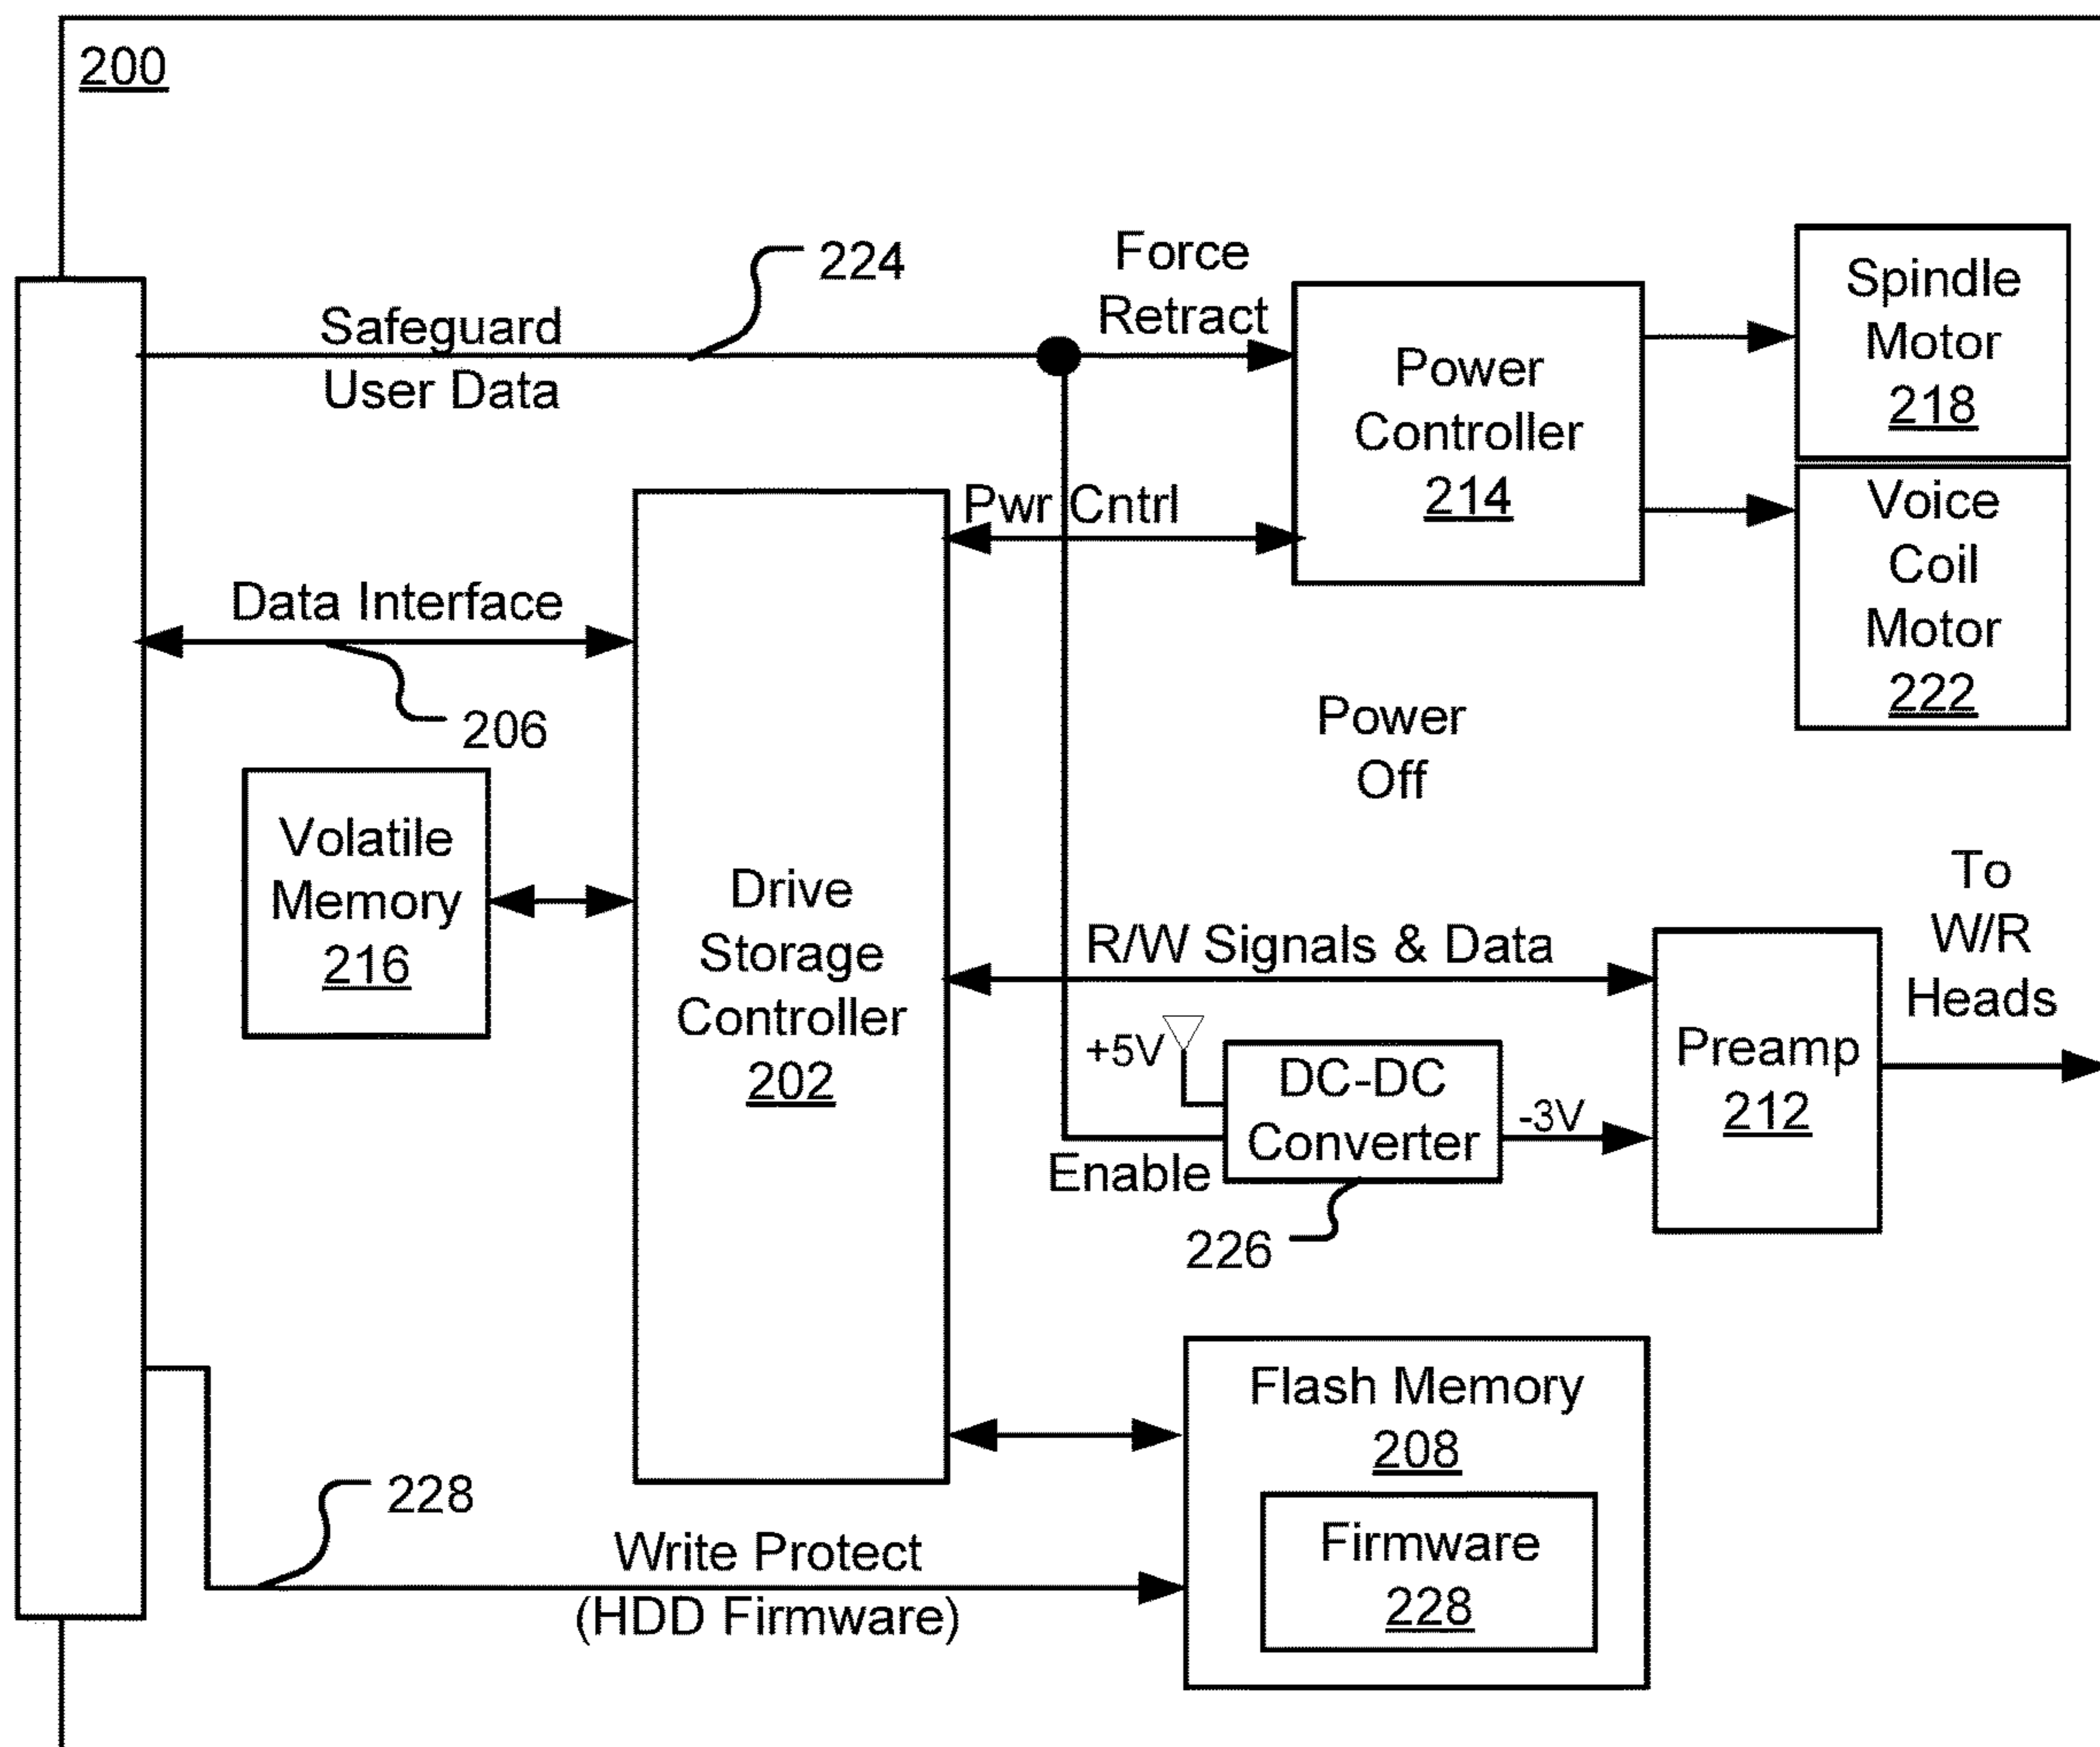 200
224
Safeguard
User Data
Force
Retract
Power
Controller
214
Spindle
Motor
218
Voice
Coil
Motor
222
Pwr Cntrl
Data Interface
206
Power
Off
Volatile
Memory
216
Drive
Storage
Controller
202
R/W Signals & Data
To
W/R
Heads
+5V
DC-DC
Converter
-3V
Preamp
212
Enable
226
Flash Memory
208
Firmware
228
228
Write Protect
(HDD Firmware)